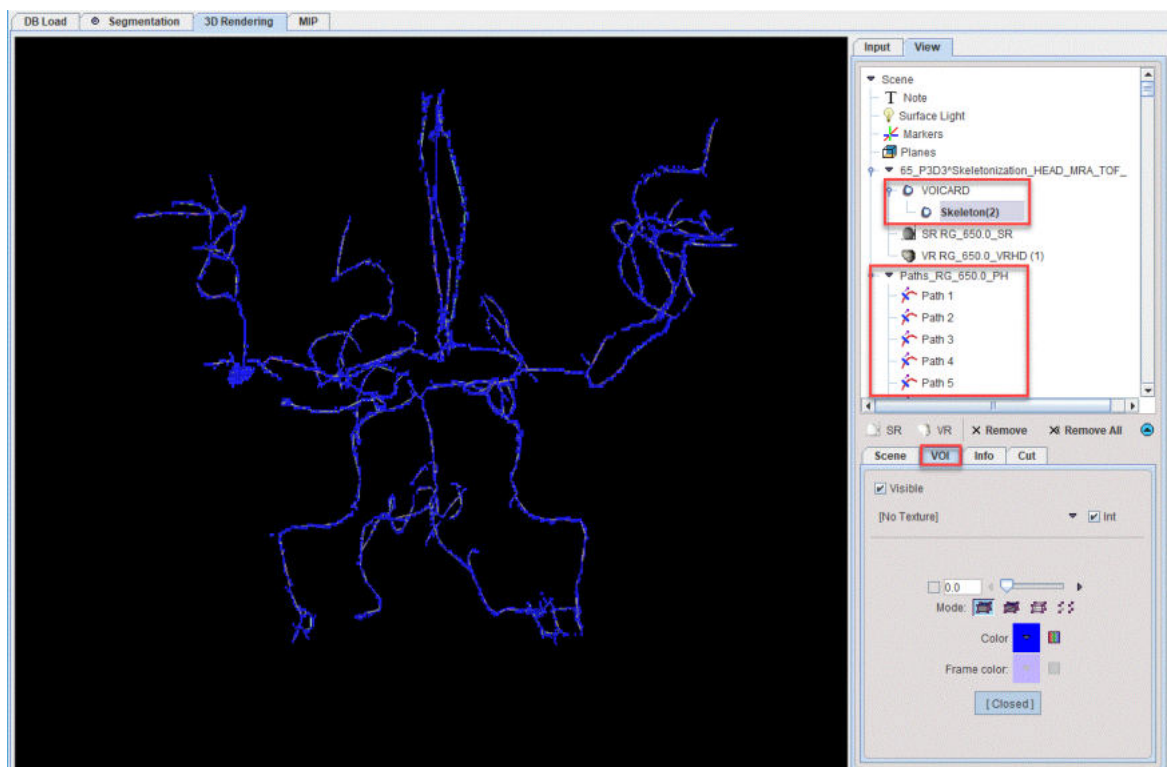 DB Load Segmentation 3D Rendering MIP
Input View
Scene
Note
Surface Light
Markers
Planes
65_P3D3^Skeletonization_HEAD_MRA_TOF_
VOICARD
Skeleton(2)
SR RG_650.0_SR
VR RG_650.0_VRHD (1)
Paths_RG_650.0_PH
Path 1
Path 2
Path 3
Path 4
Path 5
SR VR Remove Remove All
Scene VOI Info Cut
Visible
[No Texture] Int
0.0
Mode:
Color
Frame color:
[Closed]